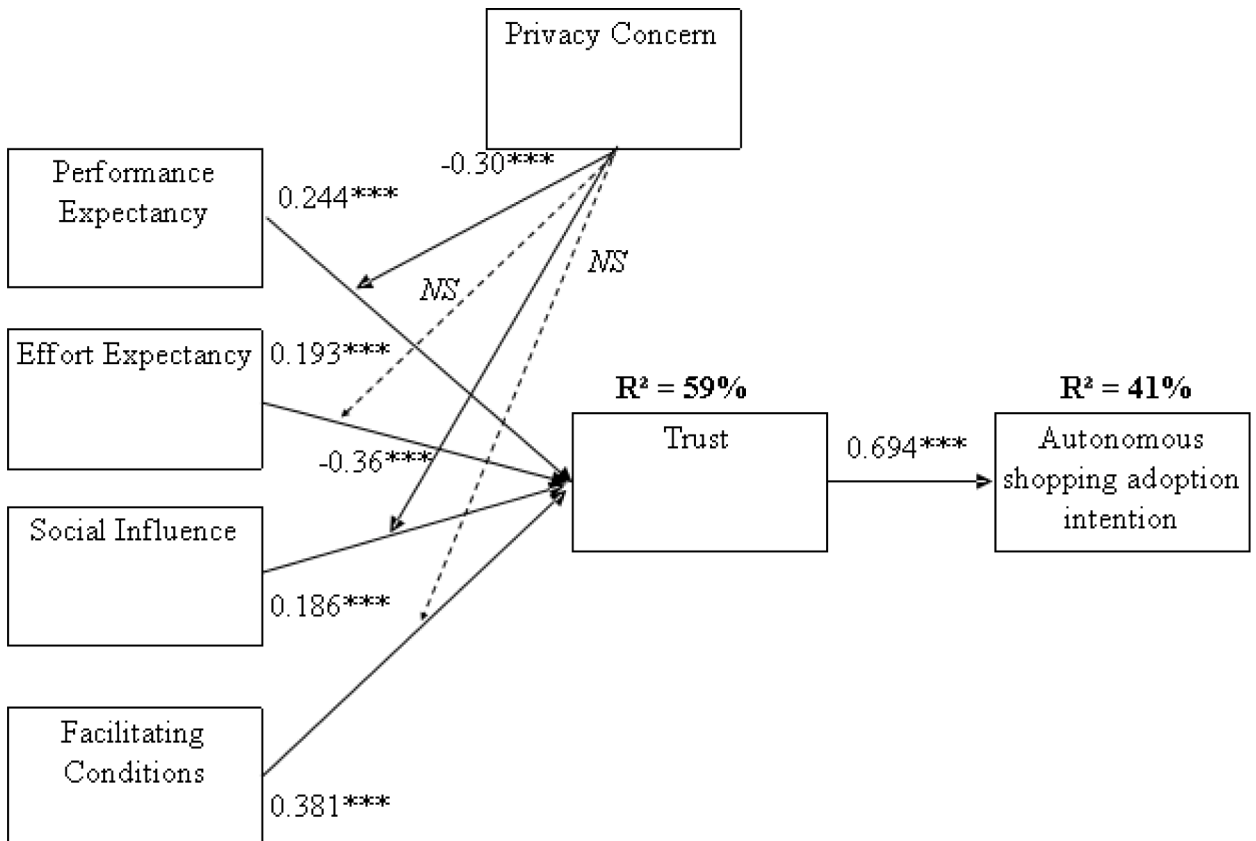 Privacy Concern
-0.30***
Performance
Expectancy
0.244***
NS
NS
Effort Expectancy
0.193***
R² = 59%
R² = 41%
Trust
0.694***
Autonomous
shopping adoption
intention
-0.36***
Social Influence
0.186***
Facilitating
Conditions
0.381***